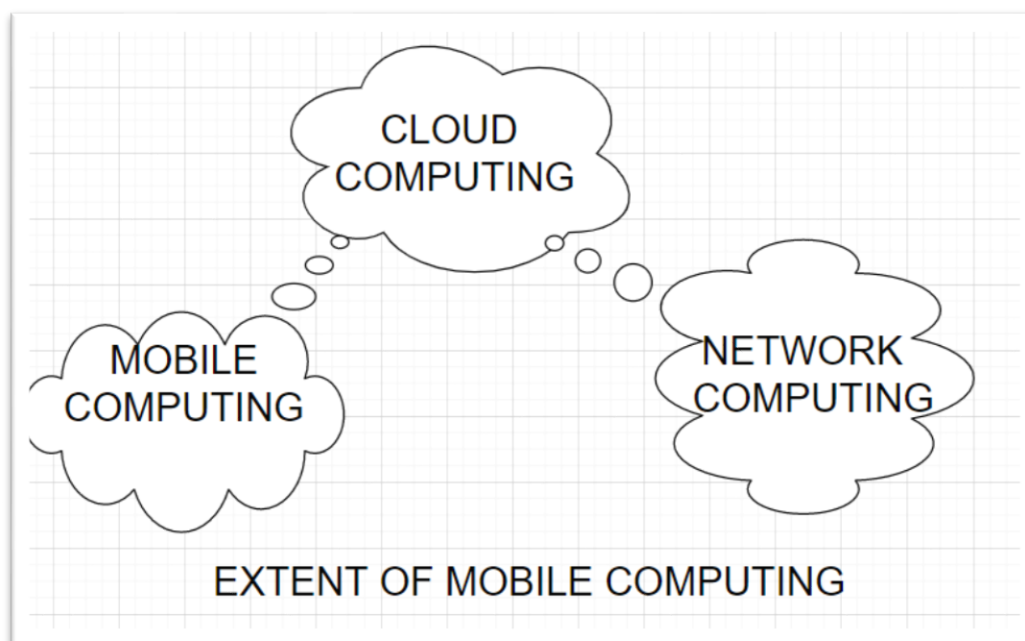 CLOUD
COMPUTING
MOBILE
COMPUTING
NETWORK
COMPUTING
EXTENT OF MOBILE COMPUTING